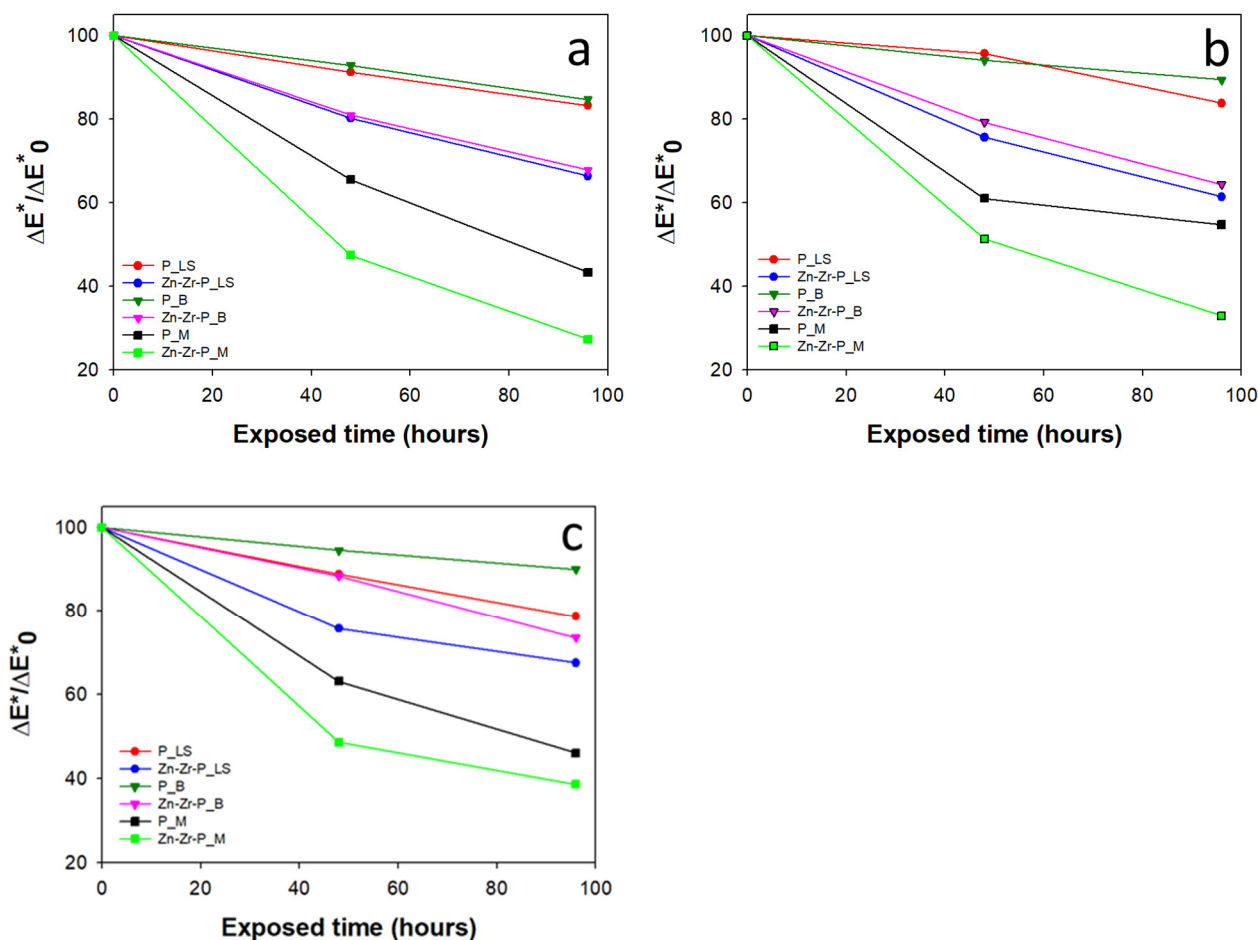 a
100
80
60
40
20
ΔE*/ΔE*0
P_LS
Zn-Zr-P_LS
P_B
Zn-Zr-P_B
P_M
Zn-Zr-P_M
0 20 40 60 80 100
Exposed time (hours)
b
100
80
60
40
20
ΔE*/ΔE*0
P_LS
Zn-Zr-P_LS
P_B
Zn-Zr-P_B
P_M
Zn-Zr-P_M
0 20 40 60 80 100
Exposed time (hours)
c
100
80
60
40
20
ΔE*/ΔE*0
P_LS
Zn-Zr-P_LS
P_B
Zn-Zr-P_B
P_M
Zn-Zr-P_M
0 20 40 60 80 100
Exposed time (hours)